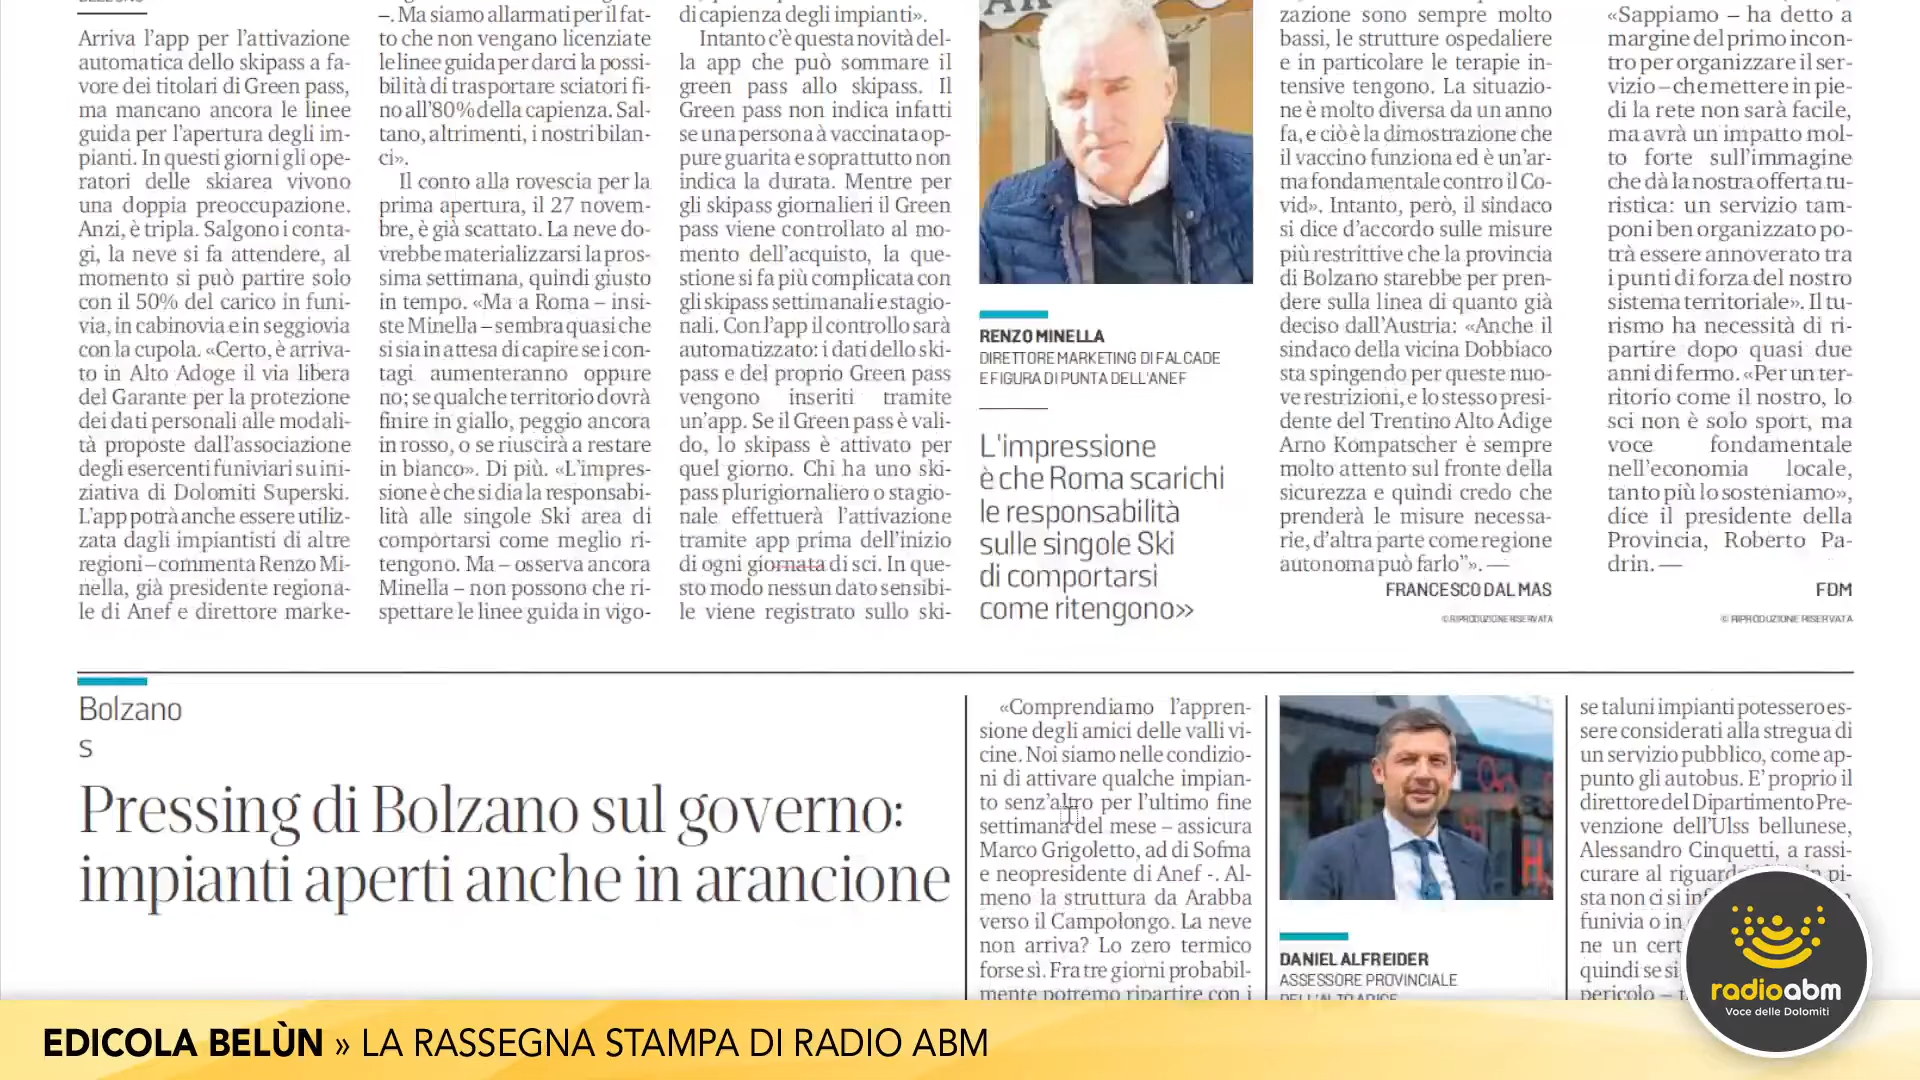 Arriva l'app per l'attivazione
automatica dello skipass a fa-
vore dei titolari di Green pass,
ma mancano ancora le linee
guida per l'apertura degli im-
pianti. In questi giorni gli ope-
ratori delle skiarea vivono
una doppia preoccupazione.
Anzi, è tripla. Salgono i conta-
gi, la neve si fa attendere, al
momento si può partire solo
con il 50% del carico in funi-
via, in cabinovia e in seggiovia
con la cupola. «Certo, è arriva-
to in Alto Adoge il via libera
del Garante per la protezione
dei dati personali alle modali-
tà proposte dall'associazione
degli esercenti funiviari su ini-
ziativa di Dolomiti Superski.
L'app potrà anche essere utiliz-
zata dagli impiantisti di altre
regioni – commenta Renzo Mi-
nella, già presidente regiona-
le di Anef e direttore marke-
–. Ma siamo allarmati per il fat-
to che non vengano licenziate
le linee guida per darci la possi-
bilità di trasportare sciatori fi-
no all'80% della capienza. Sal-
tano, altrimenti, i nostri bilan-
ci».
Il conto alla rovescia per la
prima apertura, il 27 novem-
bre, è già scattato. La neve do-
vrebbe materializzarsi la pros-
sima settimana, quindi giusto
in tempo. «Ma a Roma – insi-
ste Minella – sembra quasi che
si sia in attesa di capire se i con-
tagi aumenteranno oppure
no; se qualche territorio dovrà
finire in giallo, peggio ancora
in rosso, o se riuscirà a restare
in bianco». Di più. «L'impres-
sione è che si dia la responsabi-
lità alle singole Ski area di
comportarsi come meglio ri-
tengono. Ma – osserva ancora
Minella – non possono che ri-
spettare le linee guida in vigo-
di capienza degli impianti».
Intanto c'è questa novità del-
la app che può sommare il
green pass allo skipass. Il
Green pass non indica infatti
se una persona à vaccinata op-
pure guarita e soprattutto non
indica la durata. Mentre per
gli skipass giornalieri il Green
pass viene controllato al mo-
mento dell'acquisto, la que-
stione si fa più complicata con
gli skipass settimanali e stagio-
nali. Con l'app il controllo sarà
automatizzato: i dati dello ski-
pass e del proprio Green pass
vengono inseriti tramite
un'app. Se il Green pass è vali-
do, lo skipass è attivato per
quel giorno. Chi ha uno ski-
pass plurigiornaliero o stagio-
nale effettuerà l'attivazione
tramite app prima dell'inizio
di ogni giornata di sci. In que-
sto modo nessun dato sensibi-
le viene registrato sullo ski-
RENZO MINELLA
DIRETTORE MARKETING DI FALCADE
E FIGURA DI PUNTA DELL'ANEF
L'impressione
è che Roma scarichi
le responsabilità
sulle singole Ski
di comportarsi
come ritengono»
zazione sono sempre molto
bassi, le strutture ospedaliere
e in particolare le terapie in-
tensive tengono. La situazio-
ne è molto diversa da un anno
fa, e ciò è la dimostrazione che
il vaccino funziona ed è un'ar-
ma fondamentale contro il Co-
vid». Intanto, però, il sindaco
si dice d'accordo sulle misure
più restrittive che la provincia
di Bolzano starebbe per pren-
dere sulla linea di quanto già
deciso dall'Austria: «Anche il
sindaco della vicina Dobbiaco
sta spingendo per queste nuo-
ve restrizioni, e lo stesso presi-
dente del Trentino Alto Adige
Arno Kompatscher è sempre
molto attento sul fronte della
sicurezza e quindi credo che
prenderà le misure necessa-
rie, d'altra parte come regione
autonoma può farlo"». —
FRANCESCO DAL MAS
© RIPRODUZIONE RISERVATA
«Sappiamo – ha detto a
margine del primo incon-
tro per organizzare il ser-
vizio – che mettere in pie-
di la rete non sarà facile,
ma avrà un impatto mol-
to forte sull'immagine
che dà la nostra offerta tu-
ristica: un servizio tam-
poni ben organizzato po-
trà essere annoverato tra
i punti di forza del nostro
sistema territoriale». Il tu-
rismo ha necessità di ri-
partire dopo quasi due
anni di fermo. «Per un ter-
ritorio come il nostro, lo
sci non è solo sport, ma
voce fondamentale
nell'economia locale,
tanto più lo sosteniamo»,
dice il presidente della
Provincia, Roberto Pa-
drin. —
FDM
© RIPRODUZIONE RISERVATA
Bolzano
s
Pressing di Bolzano sul governo:
impianti aperti anche in arancione
«Comprendiamo l'appren-
sione degli amici delle valli vi-
cine. Noi siamo nelle condizio-
ni di attivare qualche impian-
to senz'altro per l'ultimo fine
settimana del mese – assicura
Marco Grigoletto, ad di Sofma
e neopresidente di Anef -. Al-
meno la struttura da Arabba
verso il Campolongo. La neve
non arriva? Lo zero termico
forse sì. Fra tre giorni probabil-
mente potremo ripartire con i
DANIEL ALFREIDER
ASSESSORE PROVINCIALE
DELL'ALTO ADIGE
se taluni impianti potessero es-
sere considerati alla stregua di
un servizio pubblico, come ap-
punto gli autobus. E' proprio il
direttore del Dipartimento Pre-
venzione dell'Ulss bellunese,
Alessandro Cinquetti, a rassi-
curare al riguardo
sta non ci si
funivia o in
ne un cert
quindi se si
pericolo –
radioabm
Voce delle Dolomiti
EDICOLA BELÙN » LA RASSEGNA STAMPA DI RADIO ABM